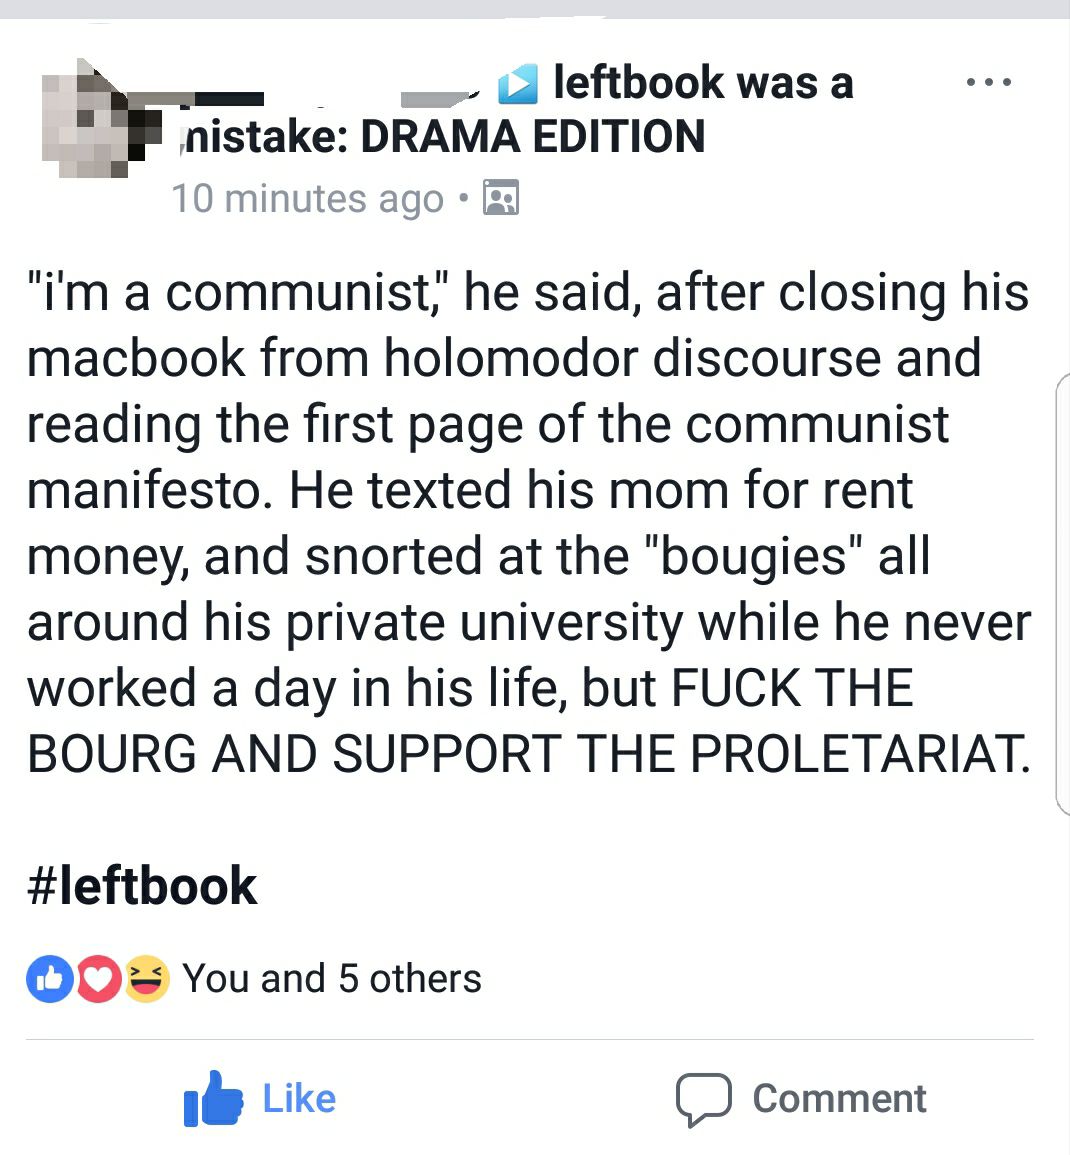 leftbook was a
mistake: DRAMA EDITION
10 minutes ago •
"i'm a communist," he said, after closing his
macbook from holomodor discourse and
reading the first page of the communist
manifesto. He texted his mom for rent
money, and snorted at the "bougies" all
around his private university while he never
worked a day in his life, but FUCK THE
BOURG AND SUPPORT THE PROLETARIAT.
#leftbook
You and 5 others
Like
Comment